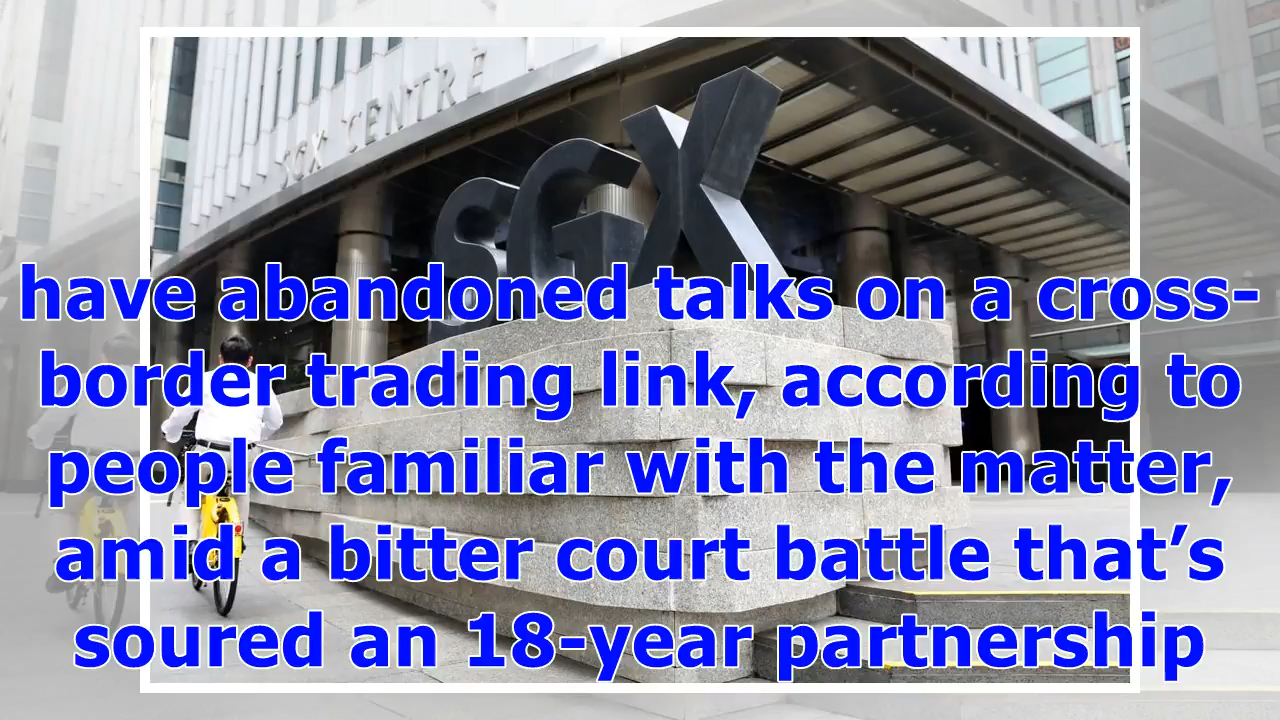 SGX CENTRE
SGX
have abandoned talks on a cross-
border trading link, according to
people familiar with the matter,
amid a bitter court battle that’s
soured an 18-year partnership